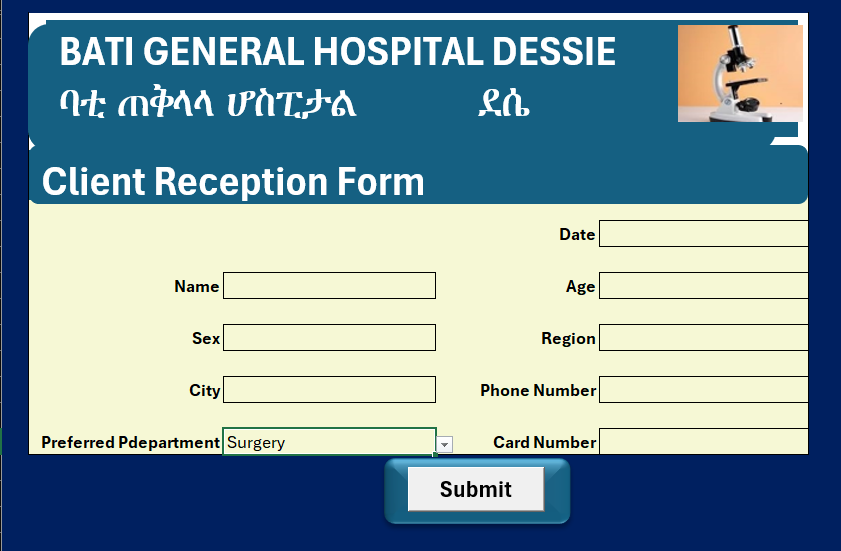 BATI GENERAL HOSPITAL DESSIE
ባቲ ጠቅላላ ሆስፒታል ደሴ
Client Reception Form
Date
Name Age
Sex Region
City Phone Number
Preferred Pdepartment Surgery Card Number
Submit